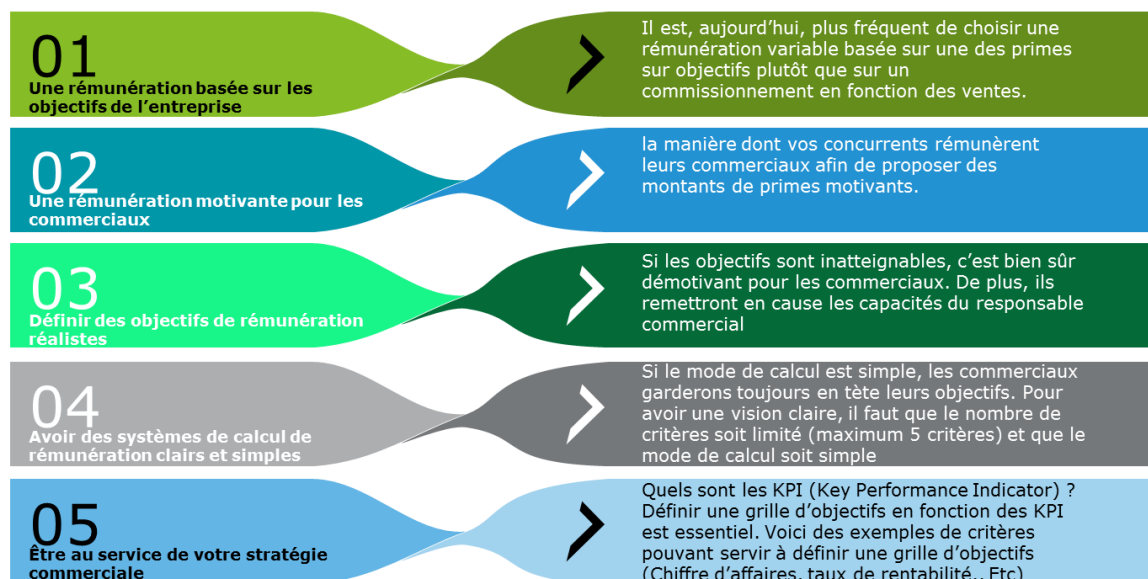 01
Une rémunération basée sur les
objectifs de l’entreprise
Il est, aujourd’hui, plus fréquent de choisir une
rémunération variable basée sur une des primes
sur objectifs plutôt que sur un
commissionnement en fonction des ventes.
02
Une rémunération motivante pour les
commerciaux
la manière dont vos concurrents rémunèrent
leurs commerciaux afin de proposer des
montants de primes motivants.
03
Définir des objectifs de rémunération
réalistes
Si les objectifs sont inatteignables, c’est bien sûr
démotivant pour les commerciaux. De plus, ils
remettront en cause les capacités du responsable
commercial
04
Avoir des systèmes de calcul de
rémunération clairs et simples
Si le mode de calcul est simple, les commerciaux
garderons toujours en tète leurs objectifs. Pour
avoir une vision claire, il faut que le nombre de
critères soit limité (maximum 5 critères) et que le
mode de calcul soit simple
05
Être au service de votre stratégie
commerciale
Quels sont les KPI (Key Performance Indicator) ?
Définir une grille d’objectifs en fonction des KPI
est essentiel. Voici des exemples de critères
pouvant servir à définir une grille d’objectifs
(Chiffre d’affaires, taux de rentabilité.. Etc)